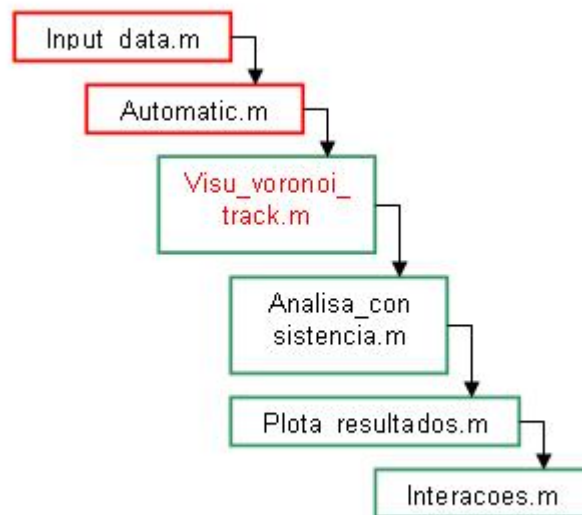 Input data.m
Automatic.m
Visu_voronoi_
track.m
Analisa_con
sistencia.m
Plota resultados.m
Interacoes.m